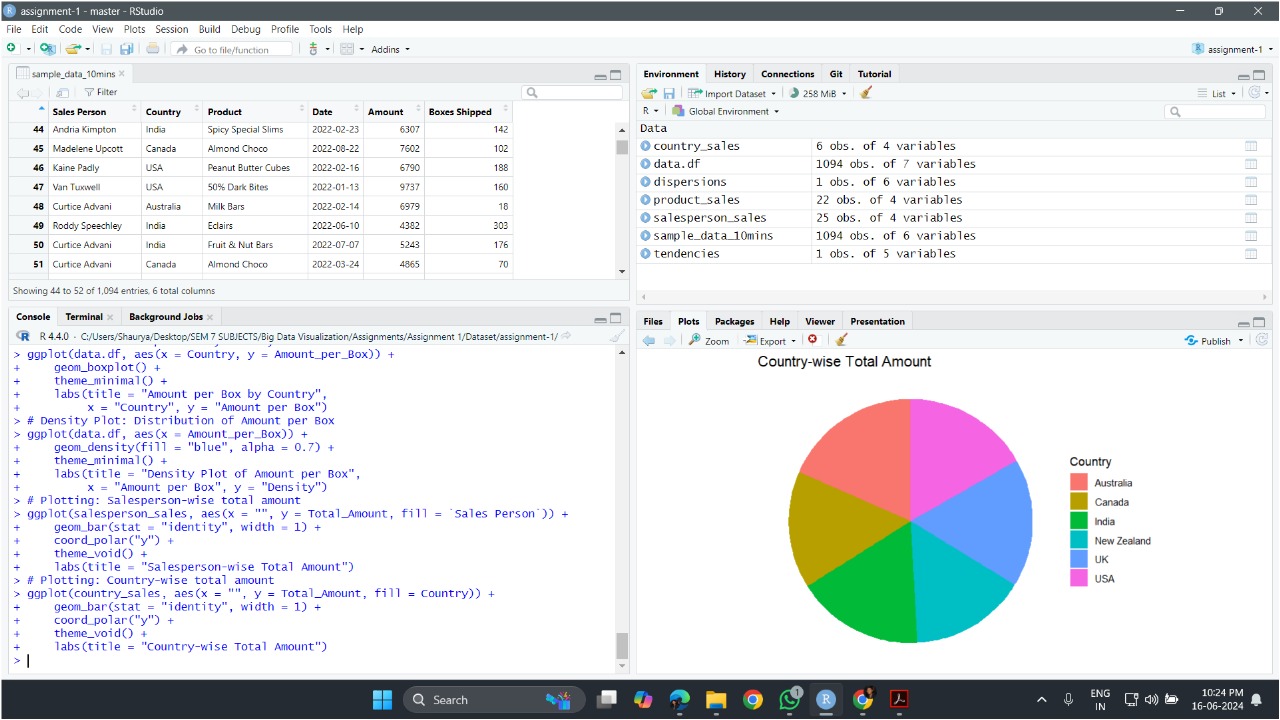 assignment-1 - master - RStudio
File Edit Code View Plots Session Build Debug Profile Tools Help
Go to file/function Addins assignment-1
sample_data_10mins
Filter
Sales Person Country Product Date Amount Boxes Shipped
44 Andria Kimpton India Spicy Special Slims 2022-02-23 6307 142
45 Madelene Upcott Canada Almond Choco 2022-08-22 7602 102
46 Kaine Padly USA Peanut Butter Cubes 2022-02-16 6790 188
47 Van Tuxwell USA 50% Dark Bites 2022-01-13 9737 160
48 Curtice Advani Australia Milk Bars 2022-02-14 6979 18
49 Roddy Speechley India Eclairs 2022-06-10 4382 303
50 Curtice Advani India Fruit & Nut Bars 2022-07-07 5243 176
51 Curtice Advani Canada Almond Choco 2022-03-24 4865 70
Showing 44 to 52 of 1,094 entries, 6 total columns
Console Terminal Background Jobs
R 4.4.0 · C:/Users/Shaurya/Desktop/SEM 7 SUBJECTS/Big Data Visualization/Assignments/Assignment 1/Dataset/assignment-1/
> ggplot(data.df, aes(x = Country, y = Amount_per_Box)) +
+ geom_boxplot() +
+ theme_minimal() +
+ labs(title = "Amount per Box by Country",
+ x = "Country", y = "Amount per Box")
> # Density Plot: Distribution of Amount per Box
> ggplot(data.df, aes(x = Amount_per_Box)) +
+ geom_density(fill = "blue", alpha = 0.7) +
+ theme_minimal() +
+ labs(title = "Density Plot of Amount per Box",
+ x = "Amount per Box", y = "Density")
> # Plotting: Salesperson-wise total amount
> ggplot(salesperson_sales, aes(x = "", y = Total_Amount, fill = `Sales Person`)) +
+ geom_bar(stat = "identity", width = 1) +
+ coord_polar("y") +
+ theme_void() +
+ labs(title = "Salesperson-wise Total Amount")
> # Plotting: Country-wise total amount
> ggplot(country_sales, aes(x = "", y = Total_Amount, fill = Country)) +
+ geom_bar(stat = "identity", width = 1) +
+ coord_polar("y") +
+ theme_void() +
+ labs(title = "Country-wise Total Amount")
>
Environment History Connections Git Tutorial
Import Dataset 258 MiB List
R Global Environment
Data
country_sales 6 obs. of 4 variables
data.df 1094 obs. of 7 variables
dispersions 1 obs. of 6 variables
product_sales 22 obs. of 4 variables
salesperson_sales 25 obs. of 4 variables
sample_data_10mins 1094 obs. of 6 variables
tendencies 1 obs. of 5 variables
Files Plots Packages Help Viewer Presentation
Zoom Export Publish
Country-wise Total Amount
Country
Australia
Canada
India
New Zealand
UK
USA
Search
1
R
ENG
IN
10:24 PM
16-06-2024